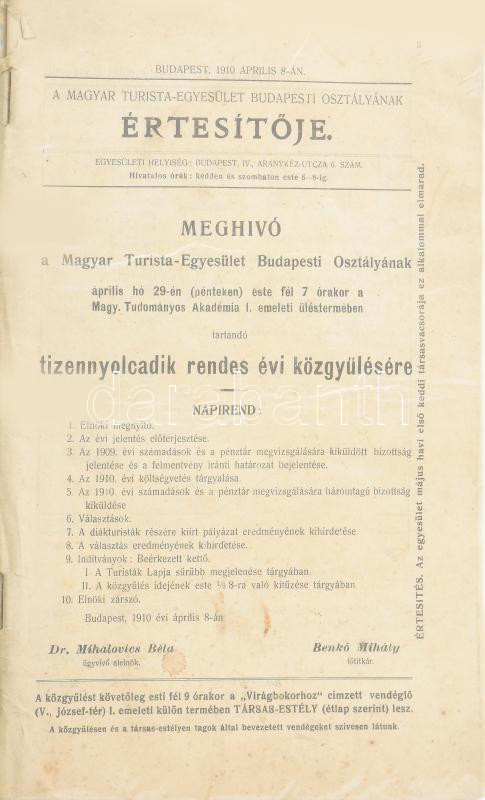 BUDAPEST, 1910 ÁPRILIS 8-ÁN.
A MAGYAR TURISTA-EGYESÜLET BUDAPESTI OSZTÁLYÁNAK
ÉRTESÍTŐJE.
EGYESÜLETI HELYISÉG: BUDAPEST, IV., ARANYKÉZ-UTCZA 6. SZÁM.
Hivatalos órák: kedden és szombaton este 6—8-ig.
MEGHIVÓ
a Magyar Turista-Egyesület Budapesti Osztályának
április hó 29-én (pénteken) este fél 7 órakor a
Magy. Tudományos Akadémia I. emeleti üléstermében
tartandó
tizennyolcadik rendes évi közgyülésére
NAPIREND:
1. Elnöki megnyitó.
2. Az évi jelentés előterjesztése.
3. Az 1909. évi számadások és a pénztár megvizsgálására kiküldött bizottság
jelentése és a felmentvény iránti határozat bejelentése.
4. Az 1910. évi költségvetés tárgyalása.
5. Az 1910. évi számadások és a pénztár megvizsgálására háromtagú bizottság
kiküldése
6. Választások.
7. A diákturisták részére kiírt pályázat eredményének kihirdetése
8. A választás eredményének kihirdetése.
9. Indítványok: Beérkezett kettő.
I A Turisták Lapja sűrűbb megjelenése tárgyában.
II. A közgyűlés idejének este ½ 8-ra való kitűzése tárgyában
10. Elnöki zárszó.
Budapest, 1910 évi április 8-án
Dr. Mihalovics Béla
ügyvivő alelnök.
Benkő Mihály
főtitkár.
A közgyűlést követőleg esti fél 9 órakor a „Virágbokorhoz" cimzett vendéglő
(V., József-tér) I. emeleti külön termében TÁRSAS-ESTÉLY (étlap szerint) lesz.
A közgyülésen és a társas-estélyen tagok által bevezetett vendégeket szivesen látunk.
ÉRTESITÉS. Az egyesület május havi első keddi társasvacsorája ez alkalommal elmarad.
darabanth